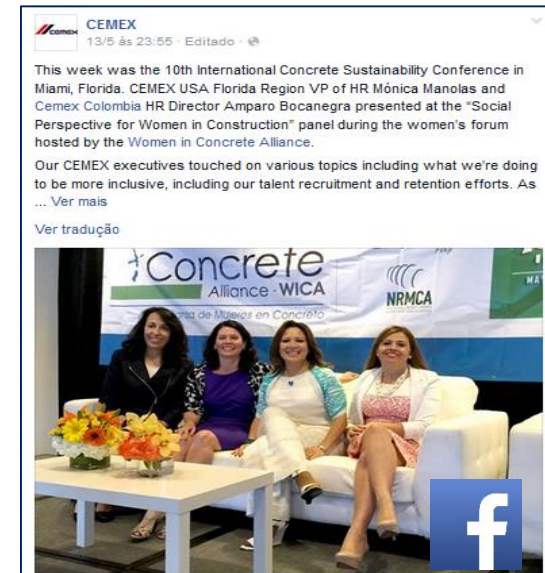 CEMEX
CEMEX
13/5 às 23:55 · Editado ·
This week was the 10th International Concrete Sustainability Conference in
Miami, Florida. CEMEX USA Florida Region VP of HR Mónica Manolas and
Cemex Colombia HR Director Amparo Bocanegra presented at the “Social
Perspective for Women in Construction” panel during the women's forum
hosted by the Women in Concrete Alliance.
Our CEMEX executives touched on various topics including what we're doing
to be more inclusive, including our talent recruitment and retention efforts. As
... Ver mais
Ver tradução
Concrete
Alliance · WICA
de Mujeres en Concreto
NRMCA
f